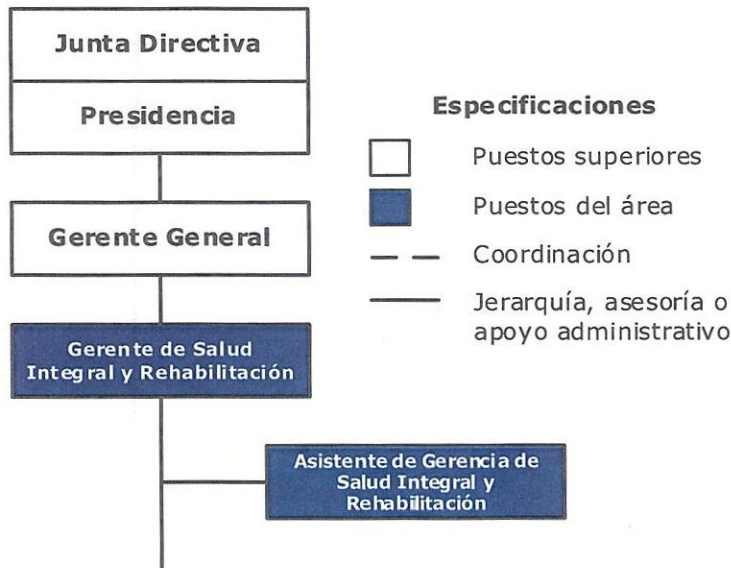 Junta Directiva
Presidencia
Gerente General
Gerente de Salud
Integral y Rehabilitación
Asistente de Gerencia de
Salud Integral y
Rehabilitación
Especificaciones
Puestos superiores
Puestos del área
Coordinación
Jerarquía, asesoría o
apoyo administrativo